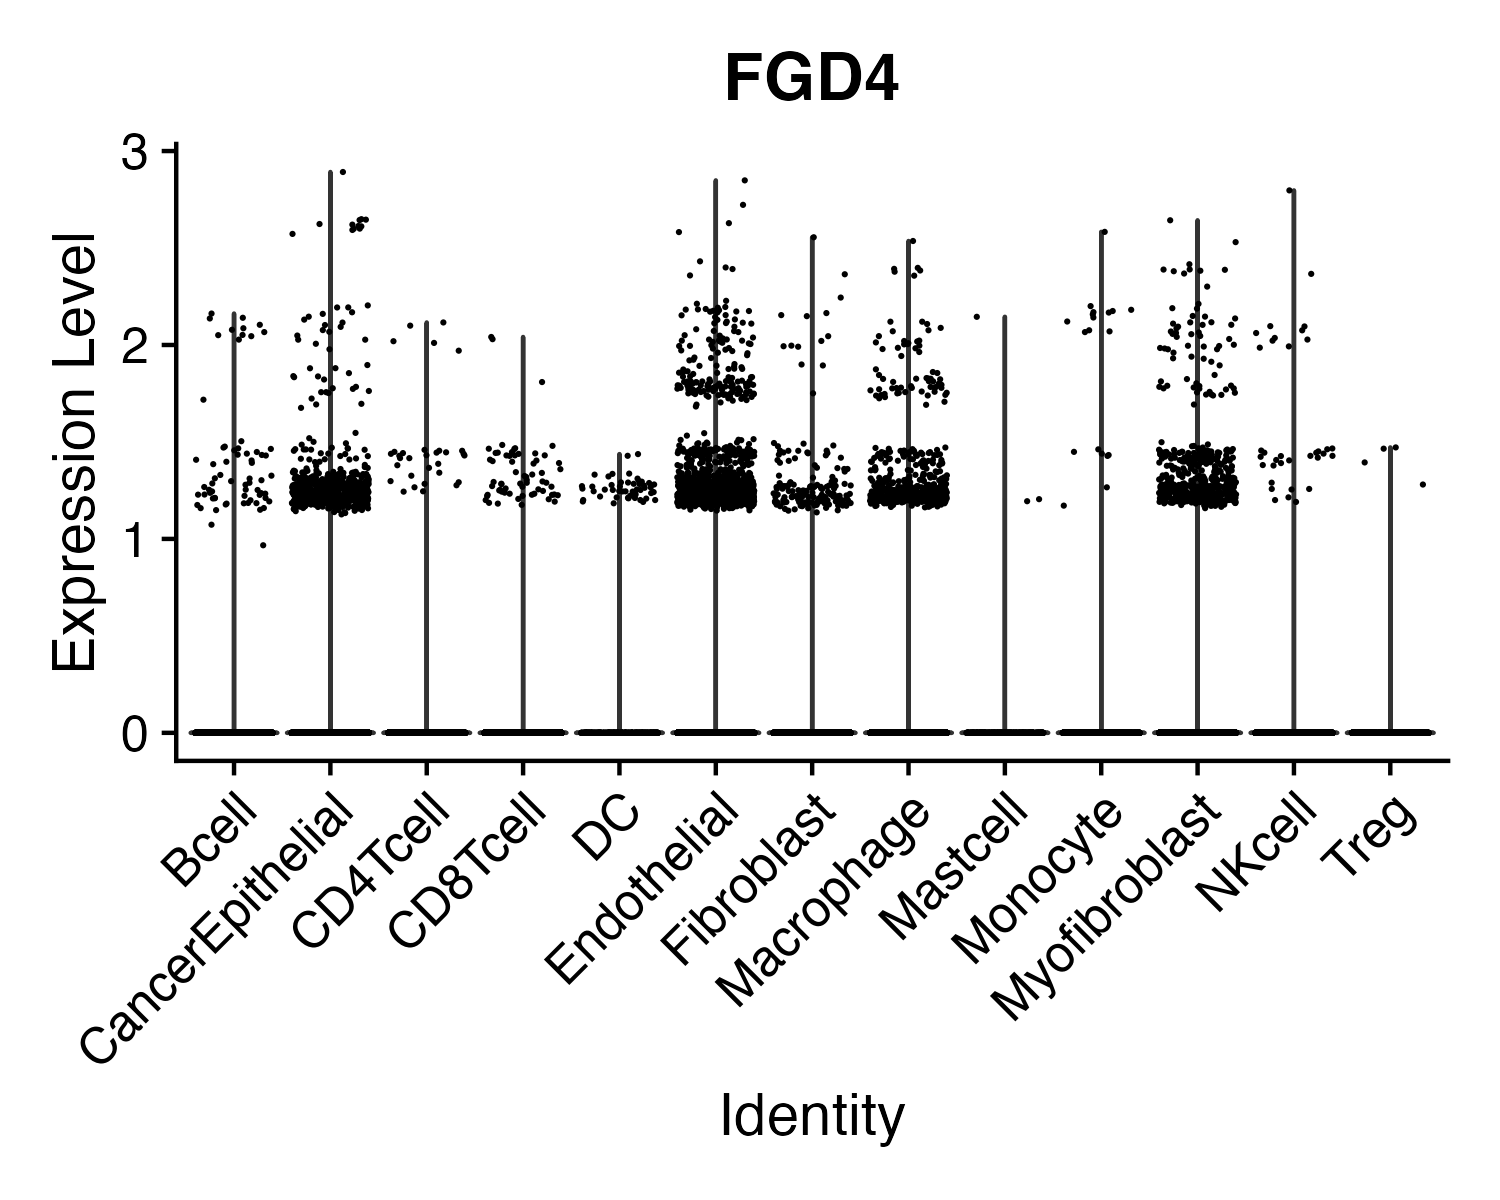 FGD4
Expression Level
3
2
1
0
Bcell
CancerEpithelial
CD4Tcell
CD8Tcell
DC
Endothelial
Fibroblast
Macrophage
Mastcell
Monocyte
Myofibroblast
NKcell
Treg
Identity